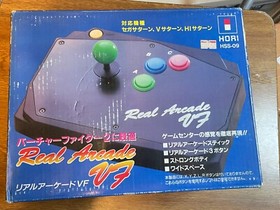 対応機種
セガサターン、Vサターン、HIサターン
HORI
HSS-09
Real Arcade
VF
バーチャファイター2に最適
Real Arcade
VF
リアルアーケードVF
ゲームセンターの感覚を徹底再現!!
■リアルアーケードスティック
■リアルアーケード3ボタン
■ストロングボディ
■ワイドスペース